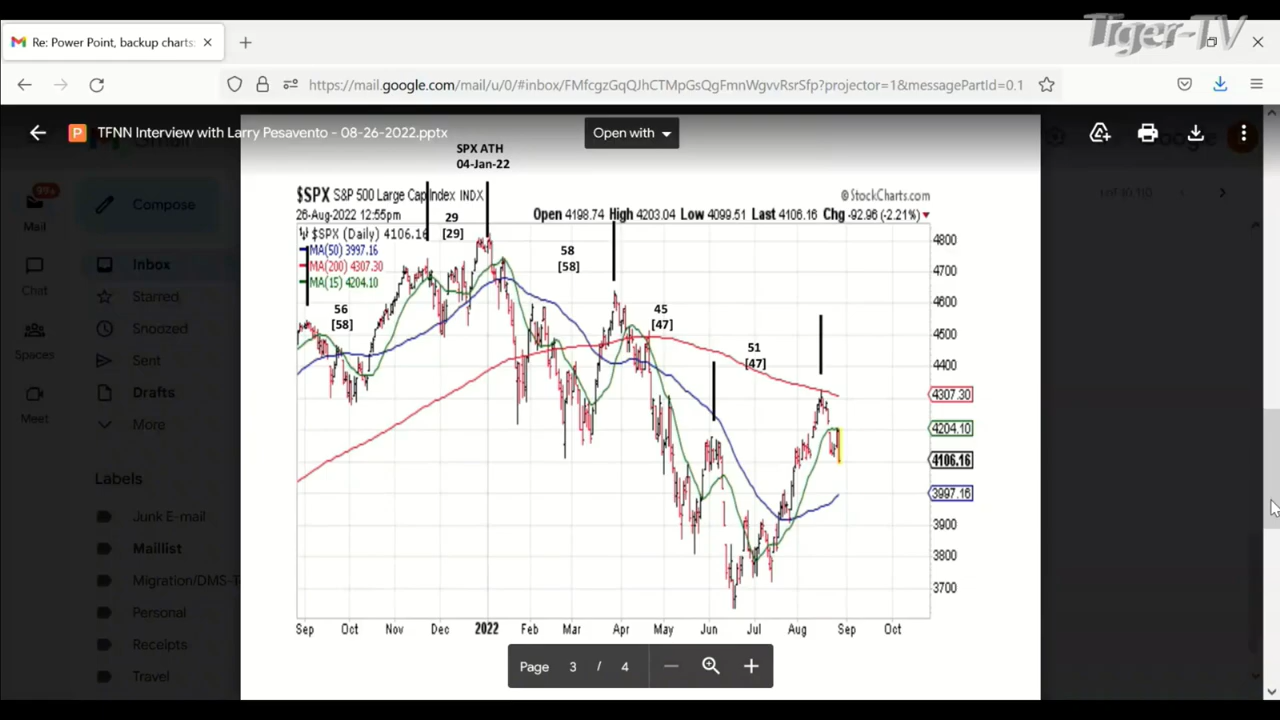 Tiger-TV
Re: Power Point, backup charts:
https://mail.google.com/mail/u/0/#inbox/FMfcgzGqQJhCTMpGsQgFmnWgvvRsrSfp?projector=1&messagePartId=0.1
P TFNN Interview with Larry Pesavento - 08-26-2022.pptx
Open with
SPX ATH
04-Jan-22
$SPX S&P 500 Large Cap Index INDX
©StockCharts.com
26-Aug-2022 12:55pm
Open 4198.74 High 4203.04 Low 4099.51 Last 4106.16 Chg -92.96 (-2.21%)
$SPX (Daily) 4106.16
MA(50) 3997.16
MA(200) 4307.30
MA(15) 4204.10
29
[29]
58
[58]
56
[58]
45
[47]
51
[47]
4800
4700
4600
4500
4400
4307.30
4204.10
4106.16
3997.16
3900
3800
3700
Sep Oct Nov Dec 2022 Feb Mar Apr May Jun Jul Aug Sep Oct
Page 3 / 4
99+
Mail
Chat
Spaces
Meet
Compose
Inbox
Starred
Snoozed
Sent
Drafts
More
Labels
Junk E-mail
Maillist
Migration/DMS-T
Personal
Receipts
Travel